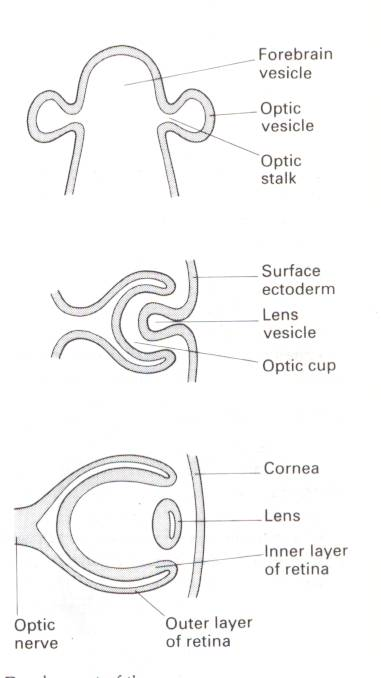 Forebrain
vesicle
Optic
vesicle
Optic
stalk
Surface
ectoderm
Lens
vesicle
Optic cup
Cornea
Lens
Inner layer
of retina
Outer layer
of retina
Optic
nerve